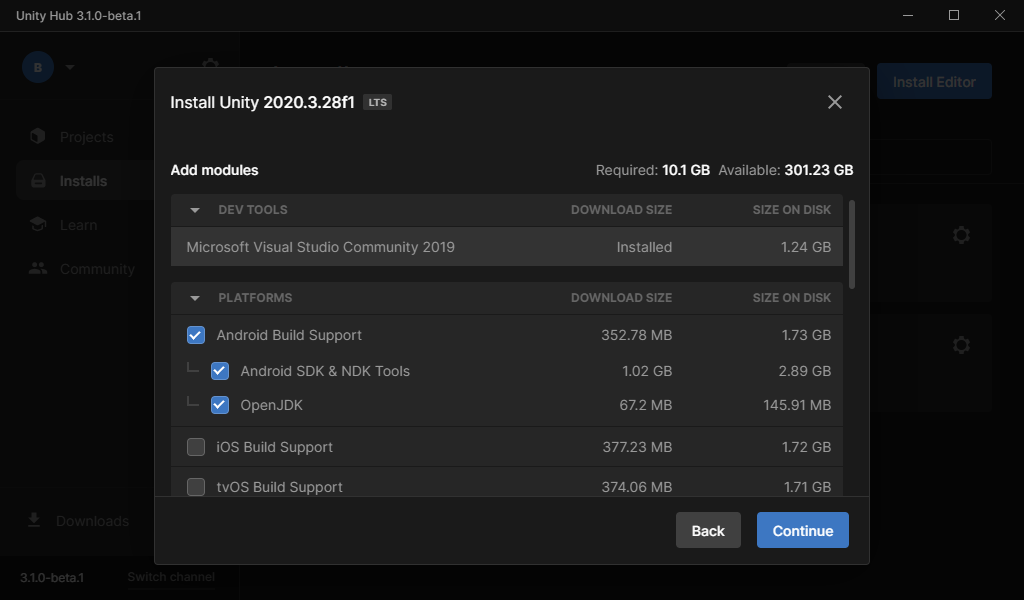 Unity Hub 3.1.0-beta.1
B
Install Unity 2020.3.28f1 LTS
Install Editor
Projects
Installs
Learn
Community
Add modules
Required: 10.1 GB Available: 301.23 GB
DEV TOOLS DOWNLOAD SIZE SIZE ON DISK
Microsoft Visual Studio Community 2019 Installed 1.24 GB
PLATFORMS DOWNLOAD SIZE SIZE ON DISK
Android Build Support 352.78 MB 1.73 GB
Android SDK & NDK Tools 1.02 GB 2.89 GB
OpenJDK 67.2 MB 145.91 MB
iOS Build Support 377.23 MB 1.72 GB
tvOS Build Support 374.06 MB 1.71 GB
Back
Continue
Downloads
3.1.0-beta.1 Switch channel